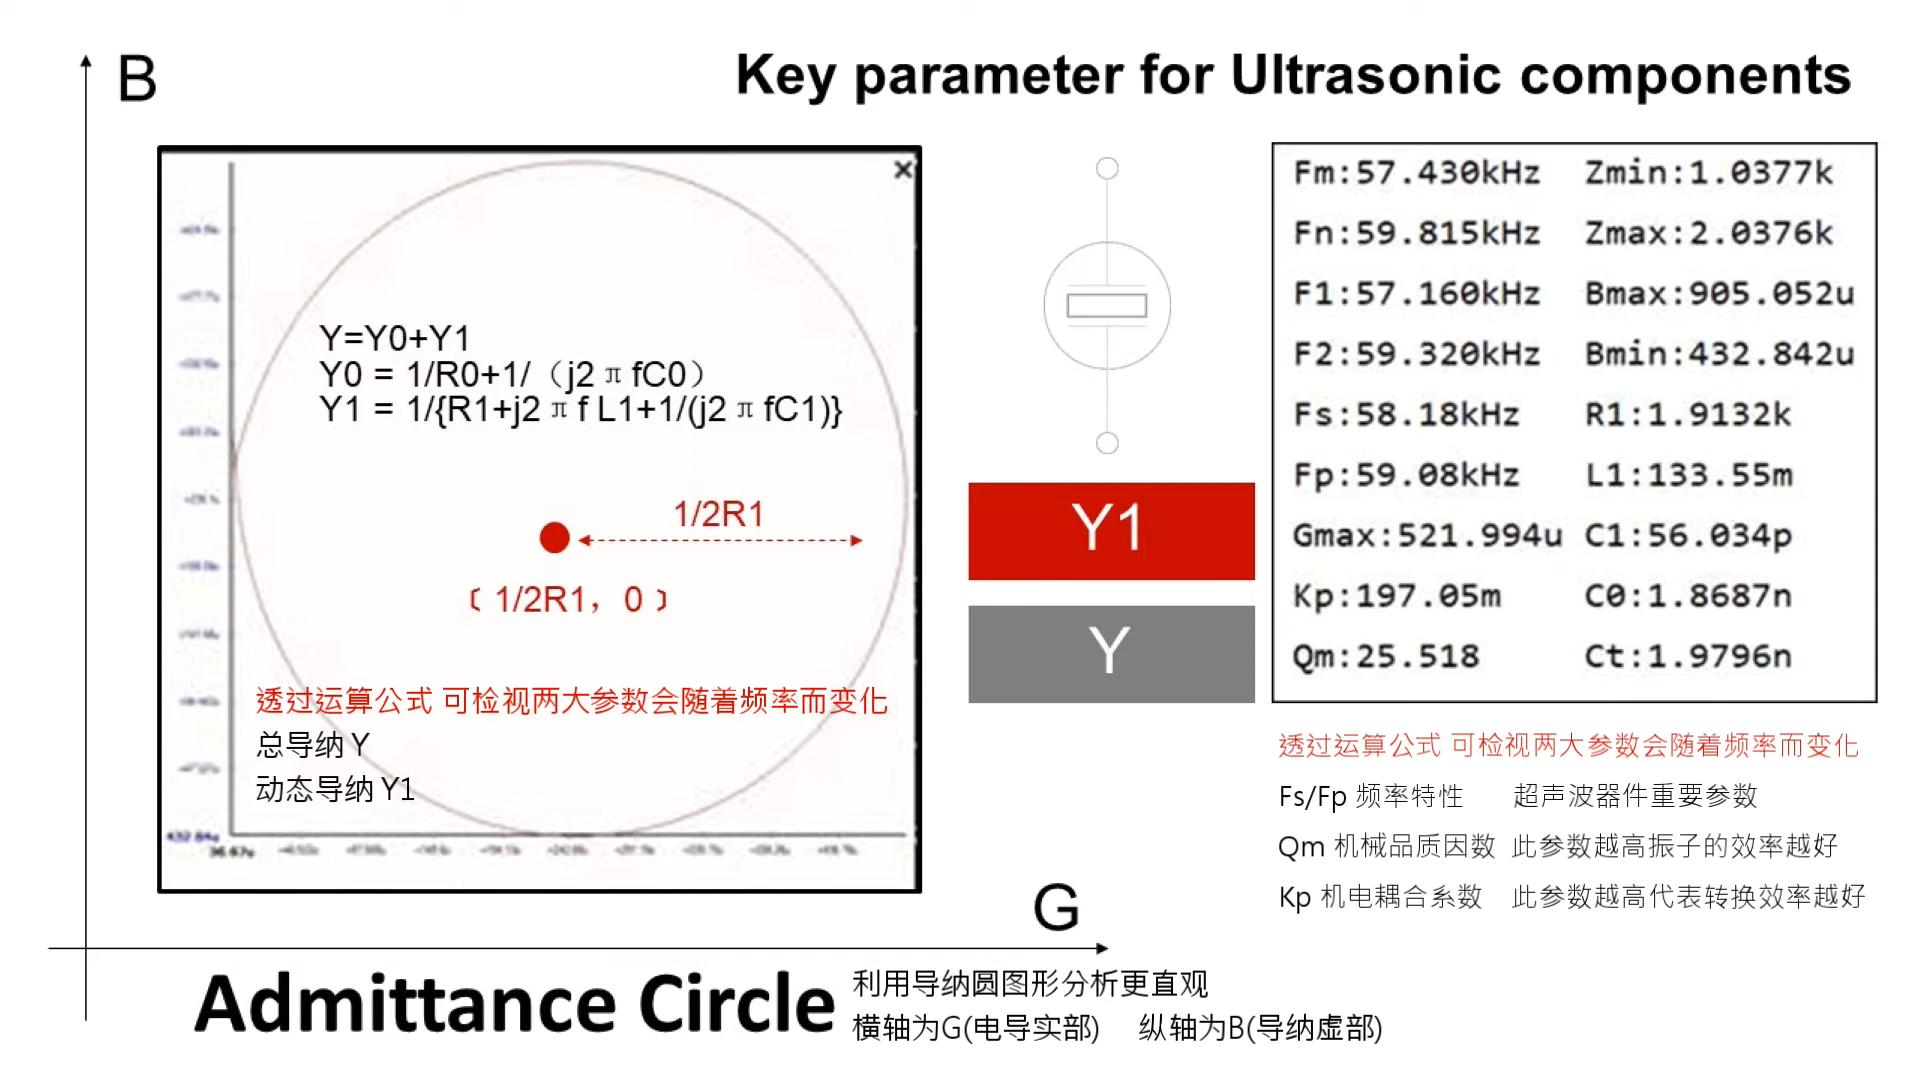 B
Key parameter for Ultrasonic components
Y=Y0+Y1
Y0 = 1/R0+1/（j2πfC0）
Y1 = 1/{R1+j2πf L1+1/(j2πfC1)}
1/2R1
〔 1/2R1，0 〕
透过运算公式 可检视两大参数会随着频率而变化
总导纳 Y
动态导纳 Y1
432.84u
36.67u
Y1
Y
Fm:57.430kHz Zmin:1.0377k
Fn:59.815kHz Zmax:2.0376k
F1:57.160kHz Bmax:905.052u
F2:59.320kHz Bmin:432.842u
Fs:58.18kHz R1:1.9132k
Fp:59.08kHz L1:133.55m
Gmax:521.994u C1:56.034p
Kp:197.05m C0:1.8687n
Qm:25.518 Ct:1.9796n
透过运算公式 可检视两大参数会随着频率而变化
Fs/Fp 频率特性 超声波器件重要参数
Qm 机械品质因数 此参数越高振子的效率越好
Kp 机电耦合系数 此参数越高代表转换效率越好
G
Admittance Circle
利用导纳圆图形分析更直观
横轴为G(电导实部) 纵轴为B(导纳虚部)